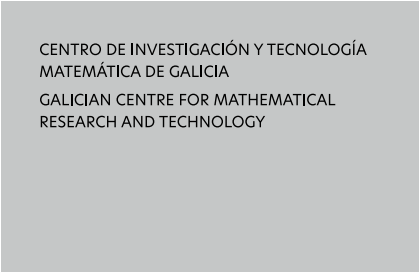 CENTRO DE INVESTIGACIÓN Y TECNOLOGÍA
MATEMÁTICA DE GALICIA
GALICIAN CENTRE FOR MATHEMATICAL
RESEARCH AND TECHNOLOGY